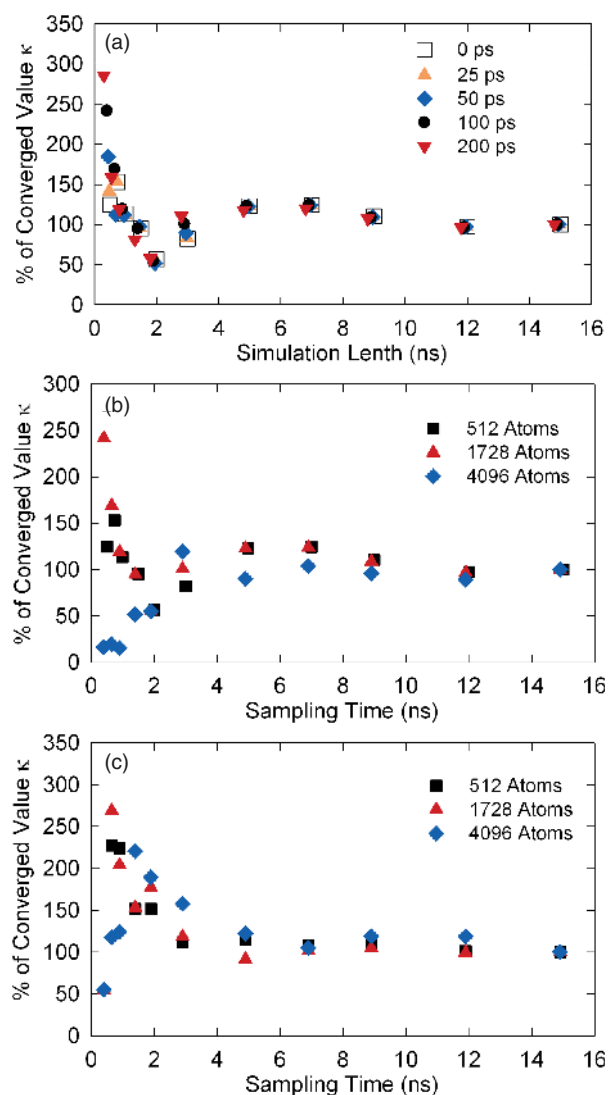 (a)
350
300
250
200
150
100
50
0
% of Converged Value κ
0 ps
25 ps
50 ps
100 ps
200 ps
0 2 4 6 8 10 12 14 16
Simulation Lenth (ns)
(b)
300
250
200
150
100
50
0
% of Converged Value κ
512 Atoms
1728 Atoms
4096 Atoms
0 2 4 6 8 10 12 14 16
Sampling Time (ns)
(c)
350
300
250
200
150
100
50
0
% of Converged Value κ
512 Atoms
1728 Atoms
4096 Atoms
0 2 4 6 8 10 12 14 16
Sampling Time (ns)